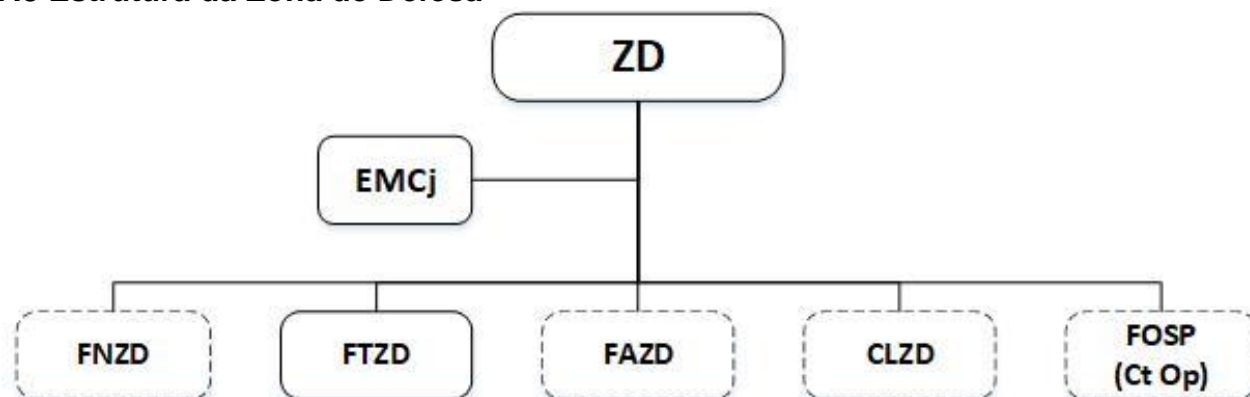 Estrutura da Zona de Defesa
ZD
EMCj
FNZD
FTZD
FAZD
CLZD
FOSP
(Ct Op)